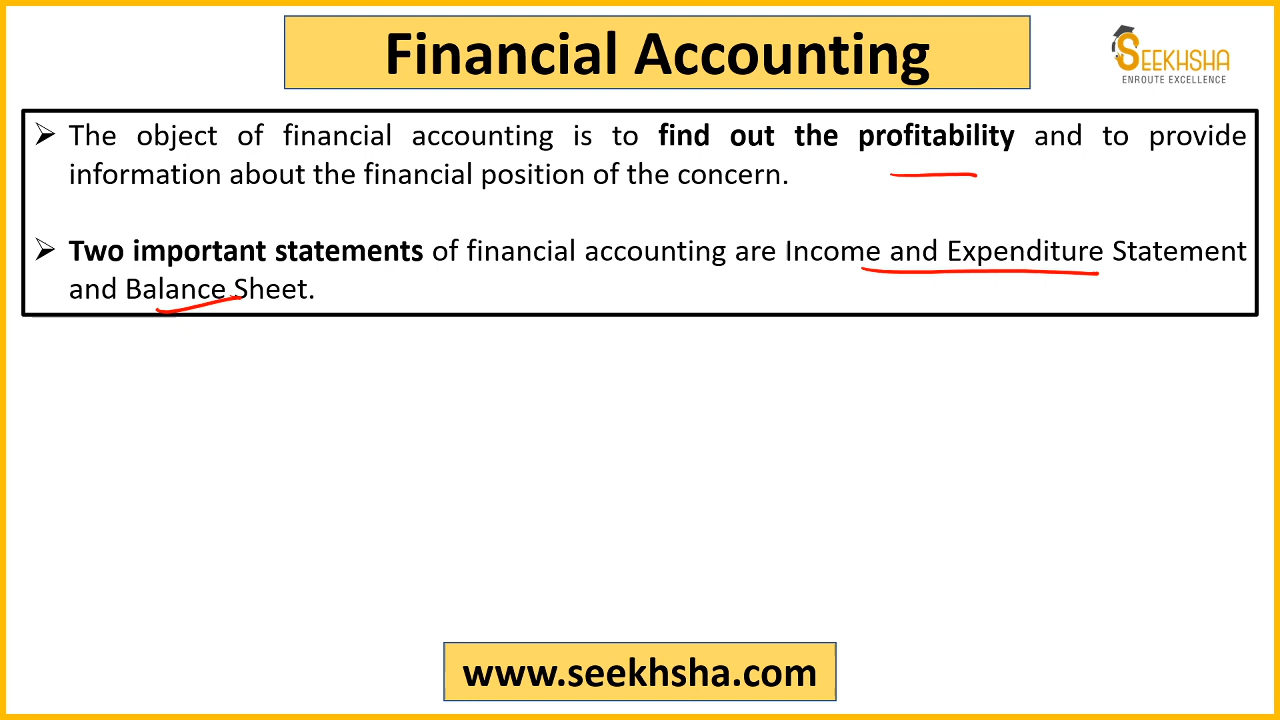 Financial Accounting
SEEKHSHA
ENROUTE EXCELLENCE
➢ The object of financial accounting is to find out the profitability and to provide
information about the financial position of the concern.
➢ Two important statements of financial accounting are Income and Expenditure Statement
and Balance Sheet.
www.seekhsha.com